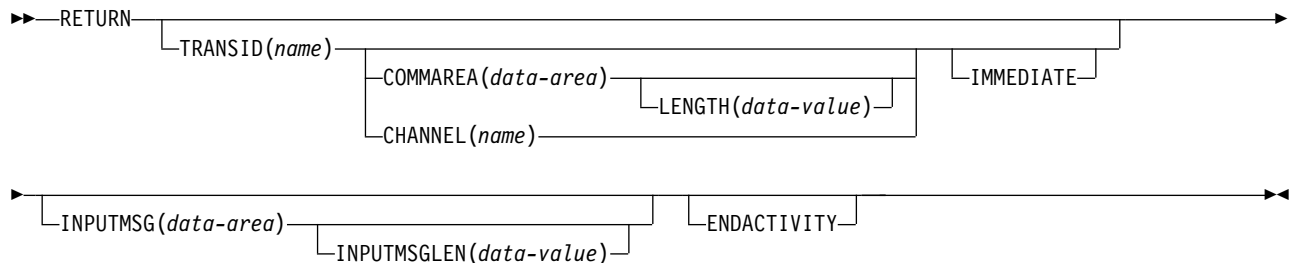 RETURN
TRANSID(name)
COMMAREA(data-area)
IMMEDIATE
LENGTH(data-value)
CHANNEL(name)
INPUTMSG(data-area)
ENDACTIVITY
INPUTMSGLEN(data-value)